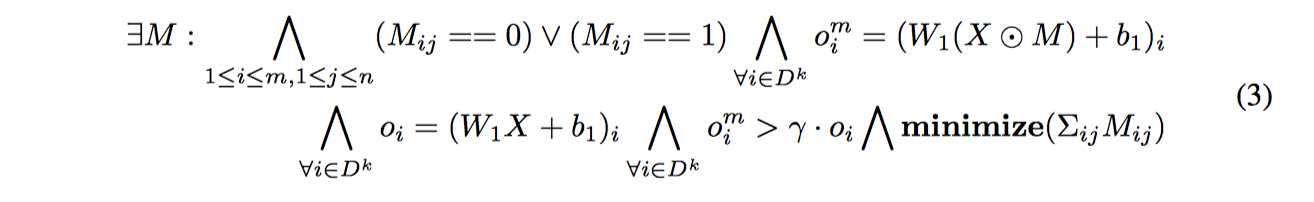 ∃M : ⋀_{1≤i≤m,1≤j≤n} (M_{ij} == 0) ∨ (M_{ij} == 1) ⋀_{∀i∈D^k} o_i^m = (W_1(X ⊙ M) + b_1)_i
⋀_{∀i∈D^k} o_i = (W_1X + b_1)_i ⋀_{∀i∈D^k} o_i^m > γ · o_i ⋀ minimize(Σ_{ij}M_{ij})
(3)